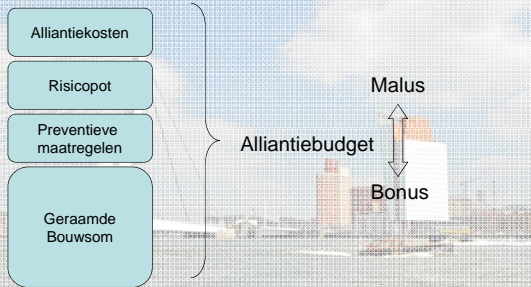 Alliantiekosten
Risicopot
Preventieve
maatregelen
Geraamde
Bouwsom
Alliantiebudget
Malus
Bonus